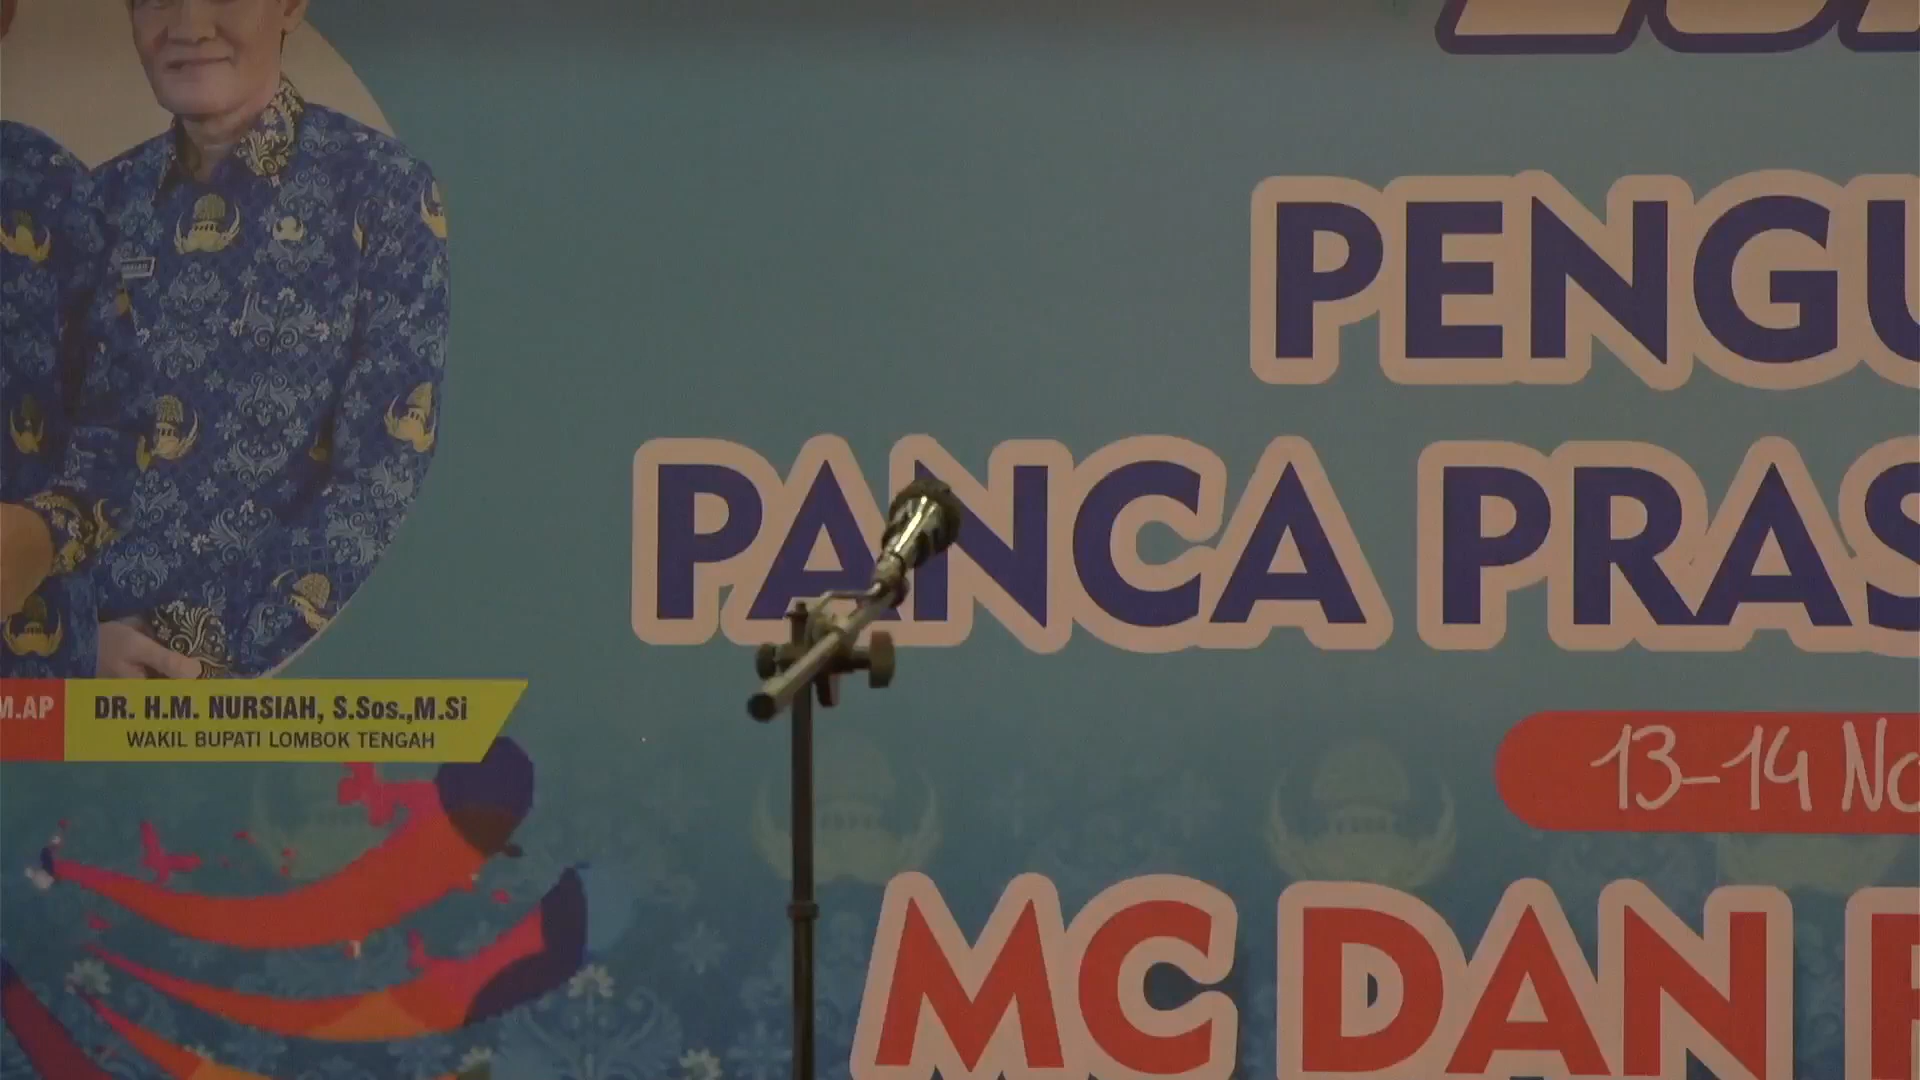 PENGU
PANCA PRAS
M.AP
DR. H.M. NURSIAH, S.Sos.,M.Si
WAKIL BUPATI LOMBOK TENGAH
13-14 No
MC DAN